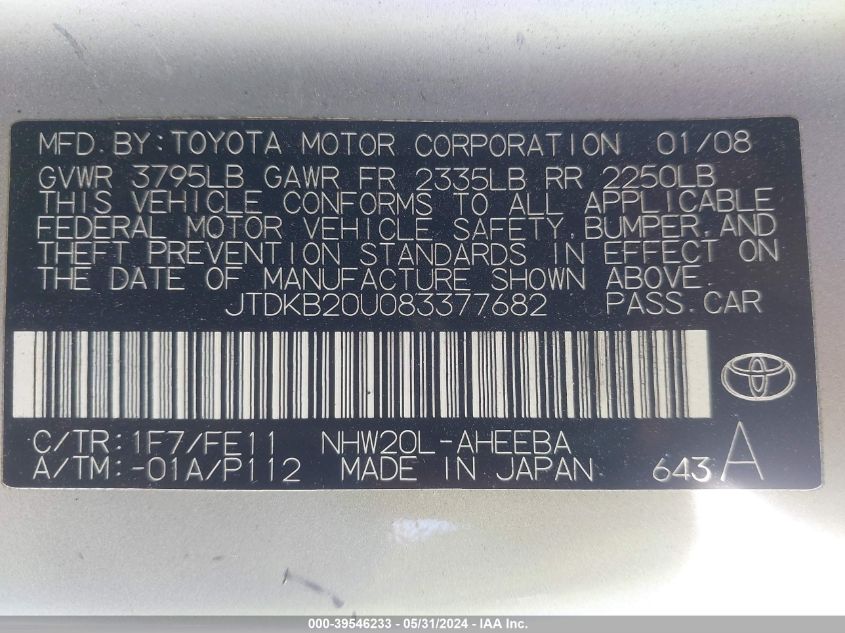 MFD. BY: TOYOTA MOTOR CORPORATION 01/08
GVWR 3795LB GAWR FR 2335LB RR 2250LB
THIS VEHICLE CONFORMS TO ALL APPLICABLE
FEDERAL MOTOR VEHICLE SAFETY, BUMPER, AND
THEFT PREVENTION STANDARDS IN EFFECT ON
THE DATE OF MANUFACTURE SHOWN ABOVE.
JTDKB20U083377682 PASS. CAR
C/TR: 1F7/FE11 NHW20L-AHEEBA
A/TM: -01A/P112 MADE IN JAPAN 643 A
000-39546233 - 05/31/2024 - IAA Inc.